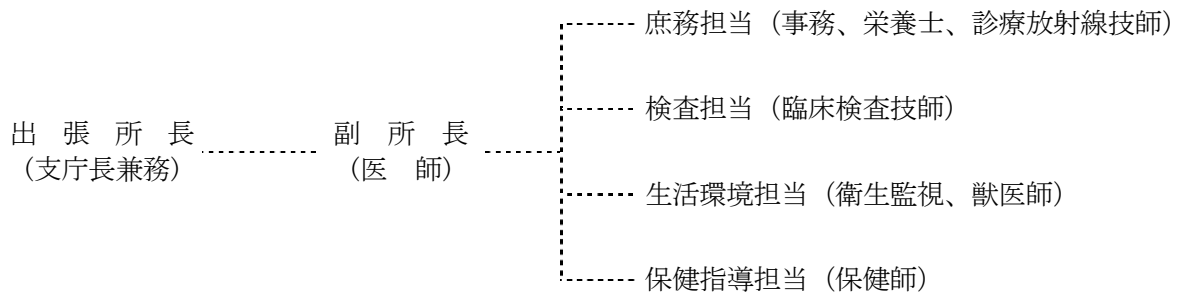 庶務担当（事務、栄養士、診療放射線技師）
検査担当（臨床検査技師）
出　張　所　長
（支庁長兼務）
副　所　長
（医　師）
生活環境担当（衛生監視、獣医師）
保健指導担当（保健師）